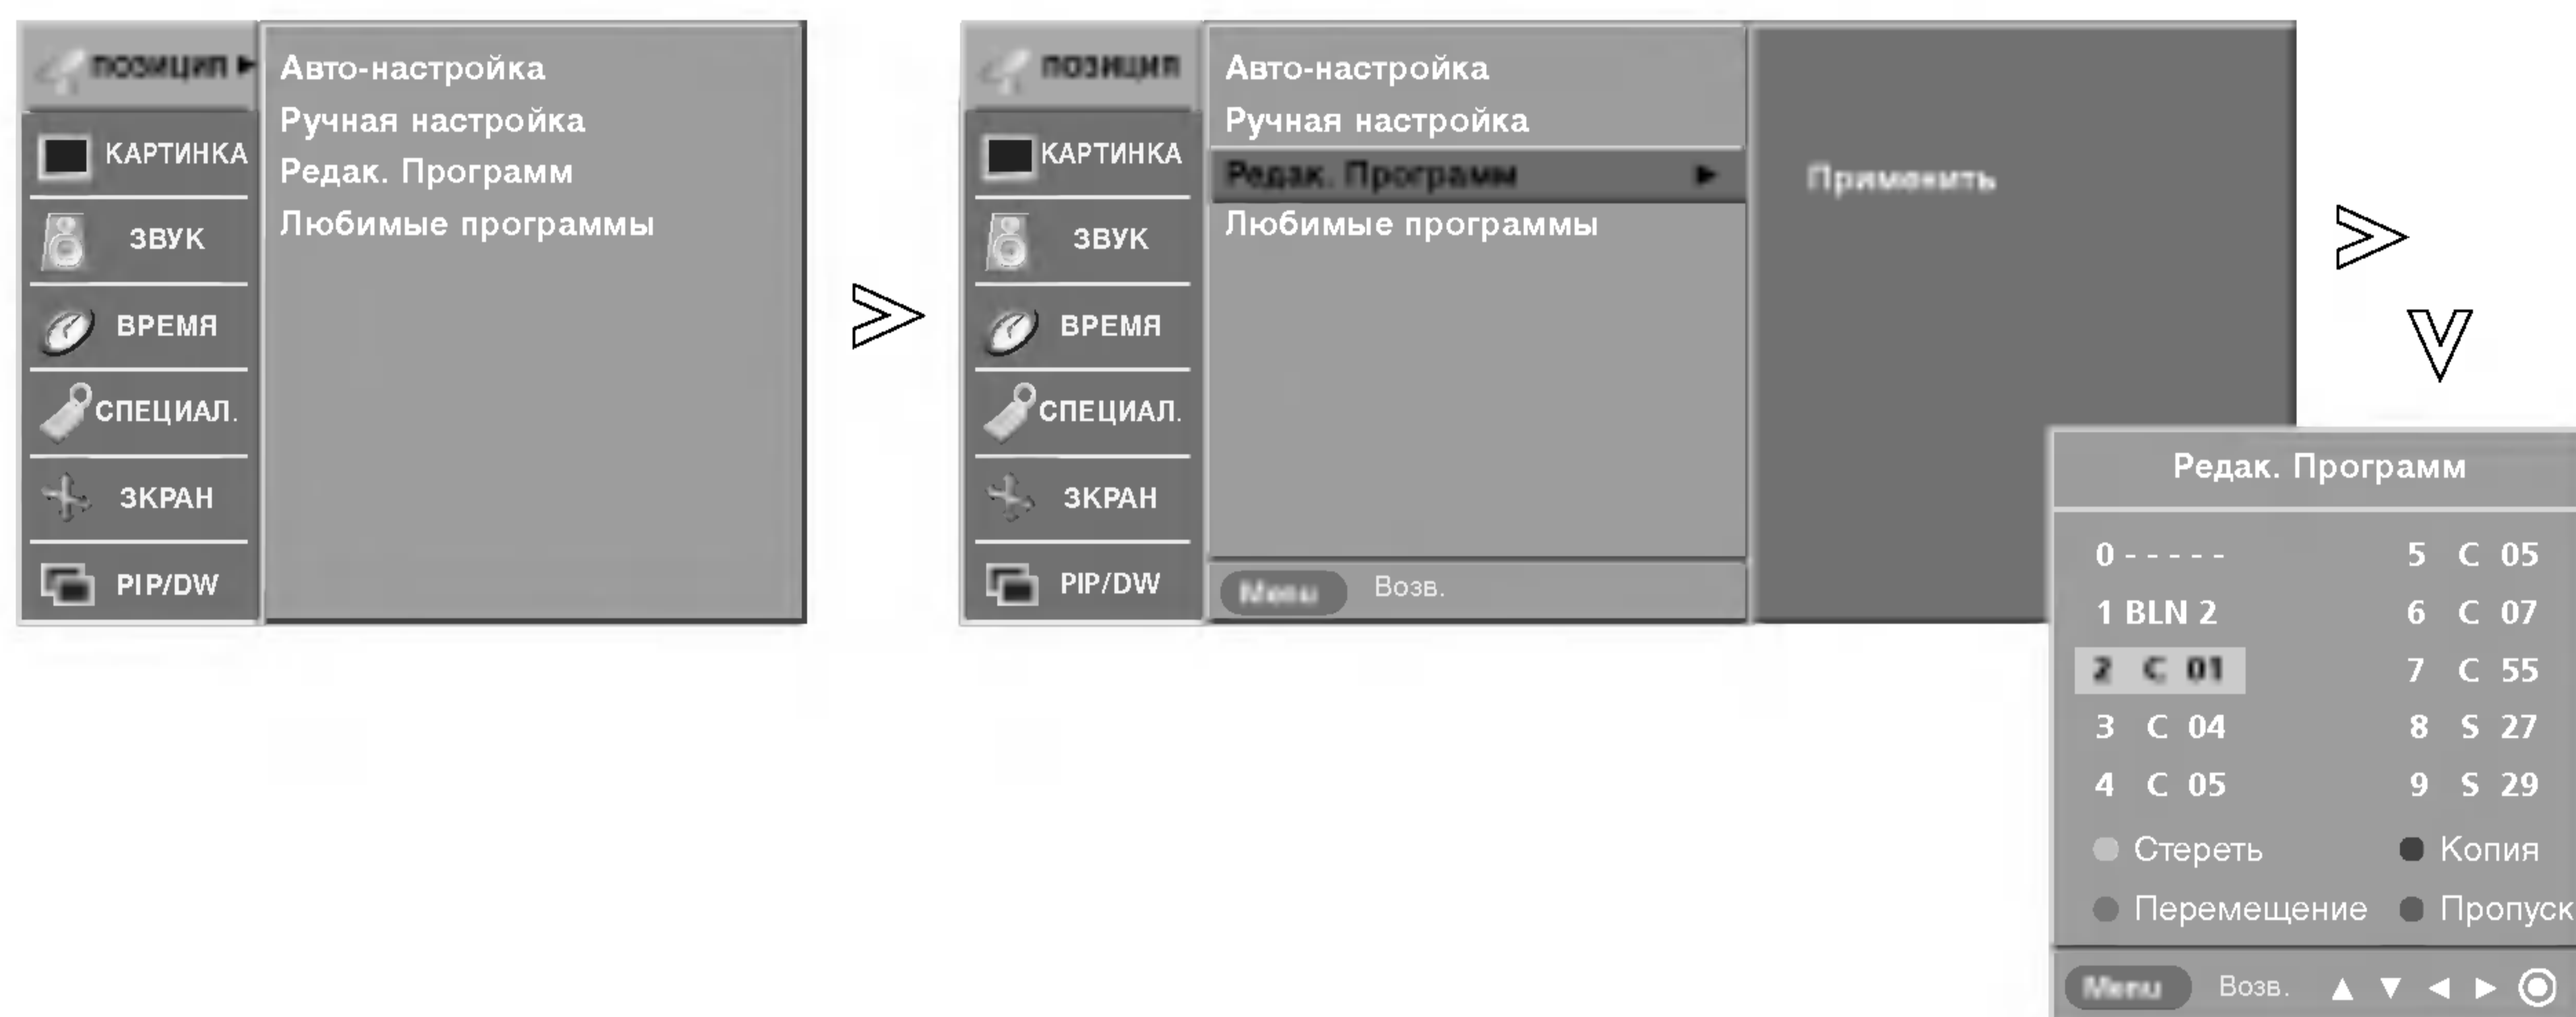 ПОЗИЦИП ▶
КАРТИНКА
ЗВУК
ВРЕМЯ
СПЕЦИАЛ.
ЗКРАН
PIP/DW
Авто-настройка
Ручная настройка
Редак. Программ
Любимые программы
ПОЗИЦИЯ
КАРТИНКА
ЗВУК
ВРЕМЯ
СПЕЦИАЛ.
ЗКРАН
PIP/DW
Авто-настройка
Ручная настройка
Редак. Программ ▶
Любимые программы
Menu Возв.
Применить
Редак. Программ
0 - - - - -
1 BLN 2
2 C 01
3 C 04
4 C 05
5 C 05
6 C 07
7 C 55
8 S 27
9 S 29
Стереть
Копия
Перемещение
Пропуск
Menu Возв. ▲ ▼ ◀ ▶